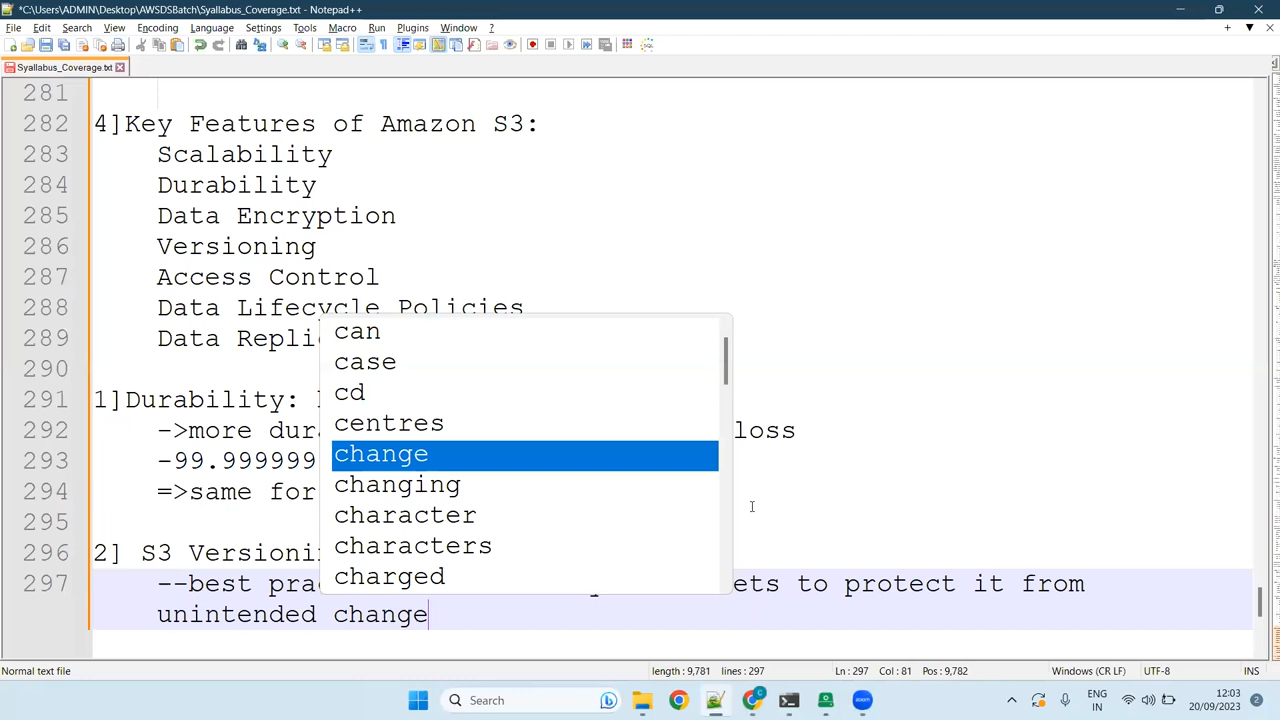 *C:\Users\ADMIN\Desktop\AWSDSBatch\Syallabus_Coverage.txt - Notepad++
File Edit Search View Encoding Language Settings Tools Macro Run Plugins Window ?
Syallabus_Coverage.txt
281
282 4]Key Features of Amazon S3:
283 Scalability
284 Durability
285 Data Encryption
286 Versioning
287 Access Control
288 Data Lifecycle Policies
289 Data Repli
290
291 1]Durability:
292 ->more dur loss
293 -99.999999
294 =>same for
295
296 2] S3 Versioni
297 --best pra ets to protect it from
unintended change
can
case
cd
centres
change
changing
character
characters
charged
Normal text file length : 9,781 lines : 297 Ln : 297 Col : 81 Pos : 9,782 Windows (CR LF) UTF-8 INS
Search ENG IN 12:03 20/09/2023 2